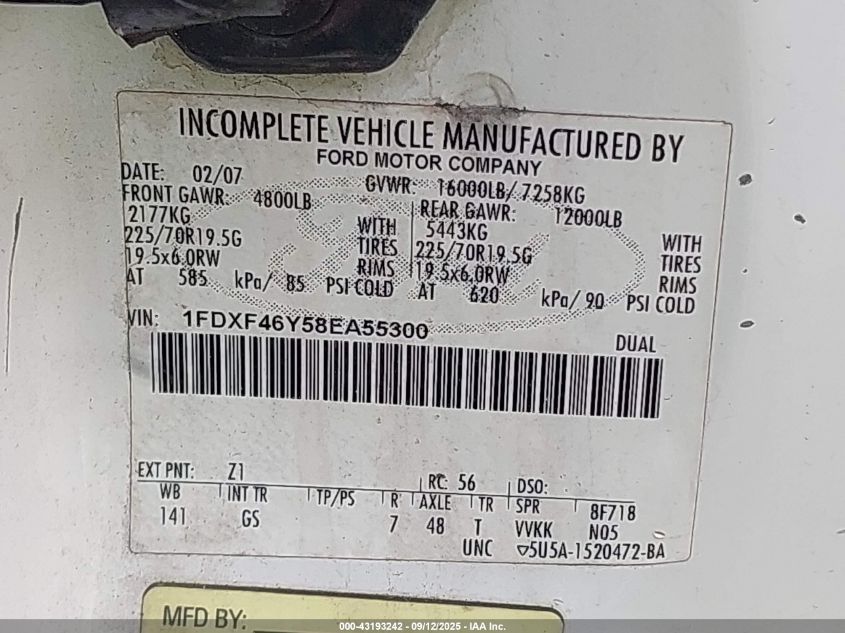 INCOMPLETE VEHICLE MANUFACTURED BY
FORD MOTOR COMPANY
DATE: 02/07 GVWR: 16000LB/ 7258KG
FRONT GAWR: 4800LB REAR GAWR: 12000LB
2177KG WITH 5443KG WITH
225/70R19.5G TIRES 225/70R19.5G TIRES
19.5x6.0RW RIMS 19.5x6.0RW RIMS
AT 585 kPa/ 85 PSI COLD AT 620 kPa/ 90 PSI COLD
VIN: 1FDXF46Y58EA55300
DUAL
EXT PNT: Z1 RC: 56 DSO:
WB INT TR TP/PS R AXLE TR SPR 8F718
141 GS 7 48 T VVKK N05
UNC ▽5U5A-1520472-BA
MFD BY:
000-43193242 - 09/12/2025 - IAA Inc.